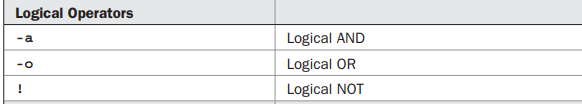 Logical Operators
-a Logical AND
-o Logical OR
! Logical NOT